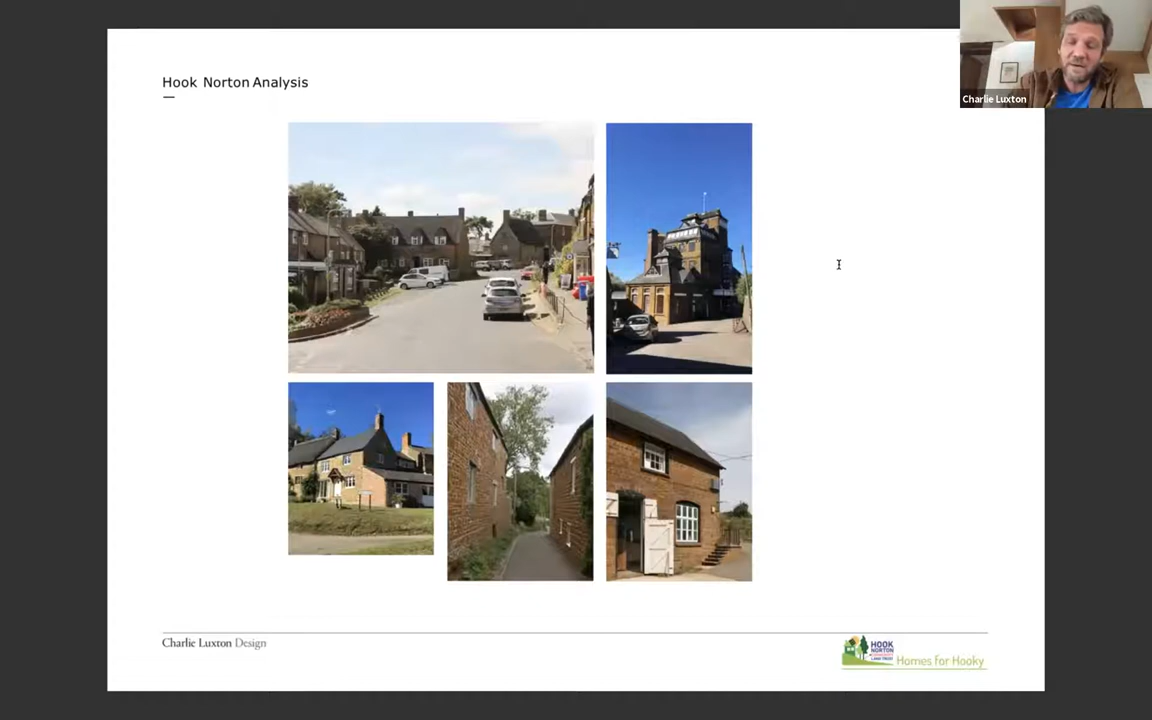 Hook Norton Analysis
Charlie Luxton
Charlie Luxton Design
HOOK
NORTON
Homes for Hooky